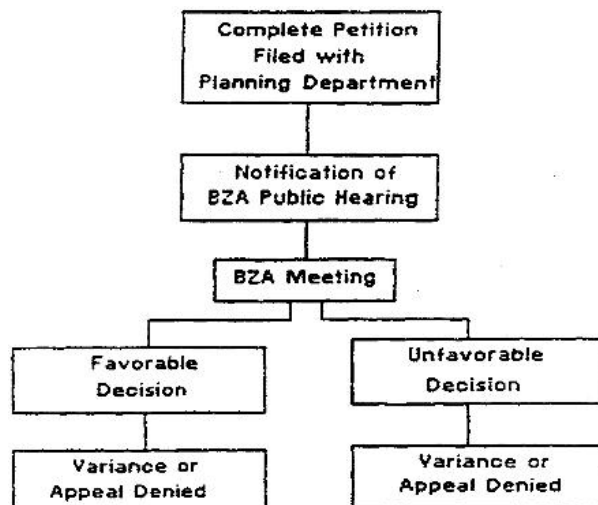 Complete Petition
Filed with
Planning Department
Notification of
BZA Public Hearing
BZA Meeting
Favorable
Decision
Unfavorable
Decision
Variance or
Appeal Denied
Variance or
Appeal Denied